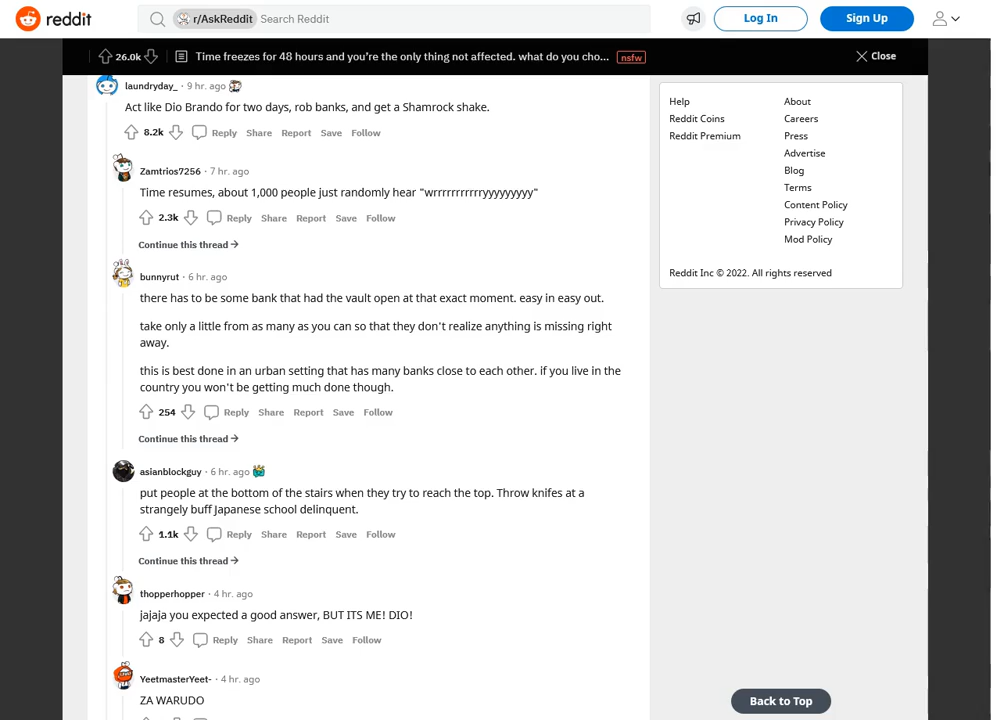 reddit
r/AskReddit Search Reddit
Log In
Sign Up
26.0k Time freezes for 48 hours and you're the only thing not affected. what do you cho... nsfw
Close
laundryday_ · 9 hr. ago
Act like Dio Brando for two days, rob banks, and get a Shamrock shake.
8.2k Reply Share Report Save Follow
Zamtrios7256 · 7 hr. ago
Time resumes, about 1,000 people just randomly hear "wrrrrrrrrrrryyyyyyyyy"
2.3k Reply Share Report Save Follow
Continue this thread
bunnyrut · 6 hr. ago
there has to be some bank that had the vault open at that exact moment. easy in easy out.
take only a little from as many as you can so that they don't realize anything is missing right
away.
this is best done in an urban setting that has many banks close to each other. if you live in the
country you won't be getting much done though.
254 Reply Share Report Save Follow
Continue this thread
asianblockguy · 6 hr. ago
put people at the bottom of the stairs when they try to reach the top. Throw knifes at a
strangely buff Japanese school delinquent.
1.1k Reply Share Report Save Follow
Continue this thread
thopperhopper · 4 hr. ago
jajaja you expected a good answer, BUT ITS ME! DIO!
8 Reply Share Report Save Follow
YeetmasterYeet- · 4 hr. ago
ZA WARUDO
Help
Reddit Coins
Reddit Premium
About
Careers
Press
Advertise
Blog
Terms
Content Policy
Privacy Policy
Mod Policy
Reddit Inc © 2022. All rights reserved
Back to Top